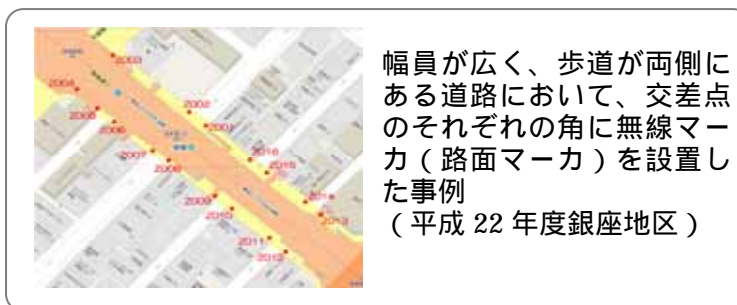 2003
2004
2002
2005
2001
2006
2007
2016
2008
2015
2009
2014
2010
2013
2011
2012
幅員が広く、歩道が両側に
ある道路において、交差点
のそれぞれの角に無線マー
カ（路面マーカ）を設置し
た事例
（平成 22 年度銀座地区）